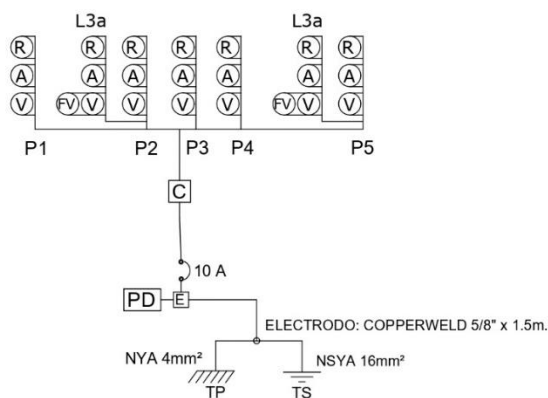 L3a L3a
R R R R R R R
A A A A A A A
V FV V V V V FV V V
P1 P2 P3 P4 P5
C
10 A
PD E
ELECTRODO: COPPERWELD 5/8" x 1.5m.
NYA 4mm² NSYA 16mm²
TP TS